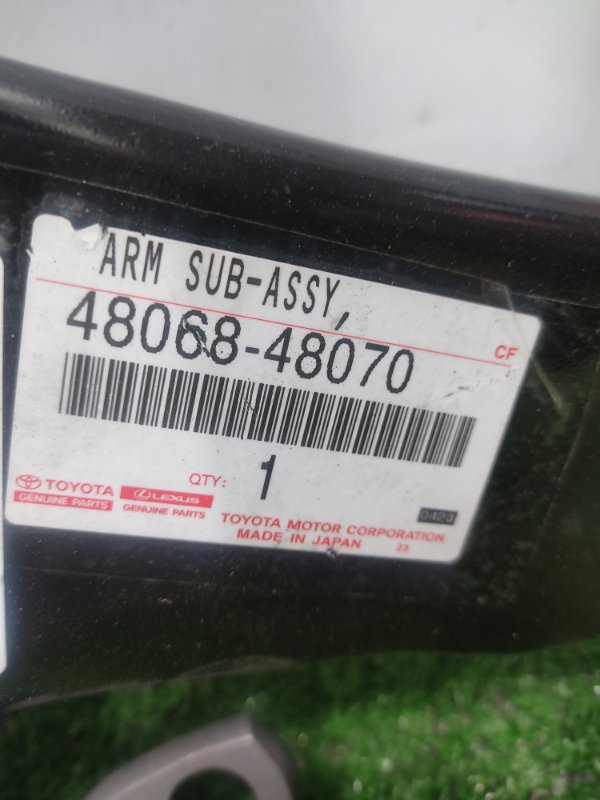 ARM SUB-ASSY,
CF
48068-48070
QTY: 1
TOYOTA
GENUINE PARTS
LEXUS
GENUINE PARTS
0423
TOYOTA MOTOR CORPORATION
MADE IN JAPAN 23